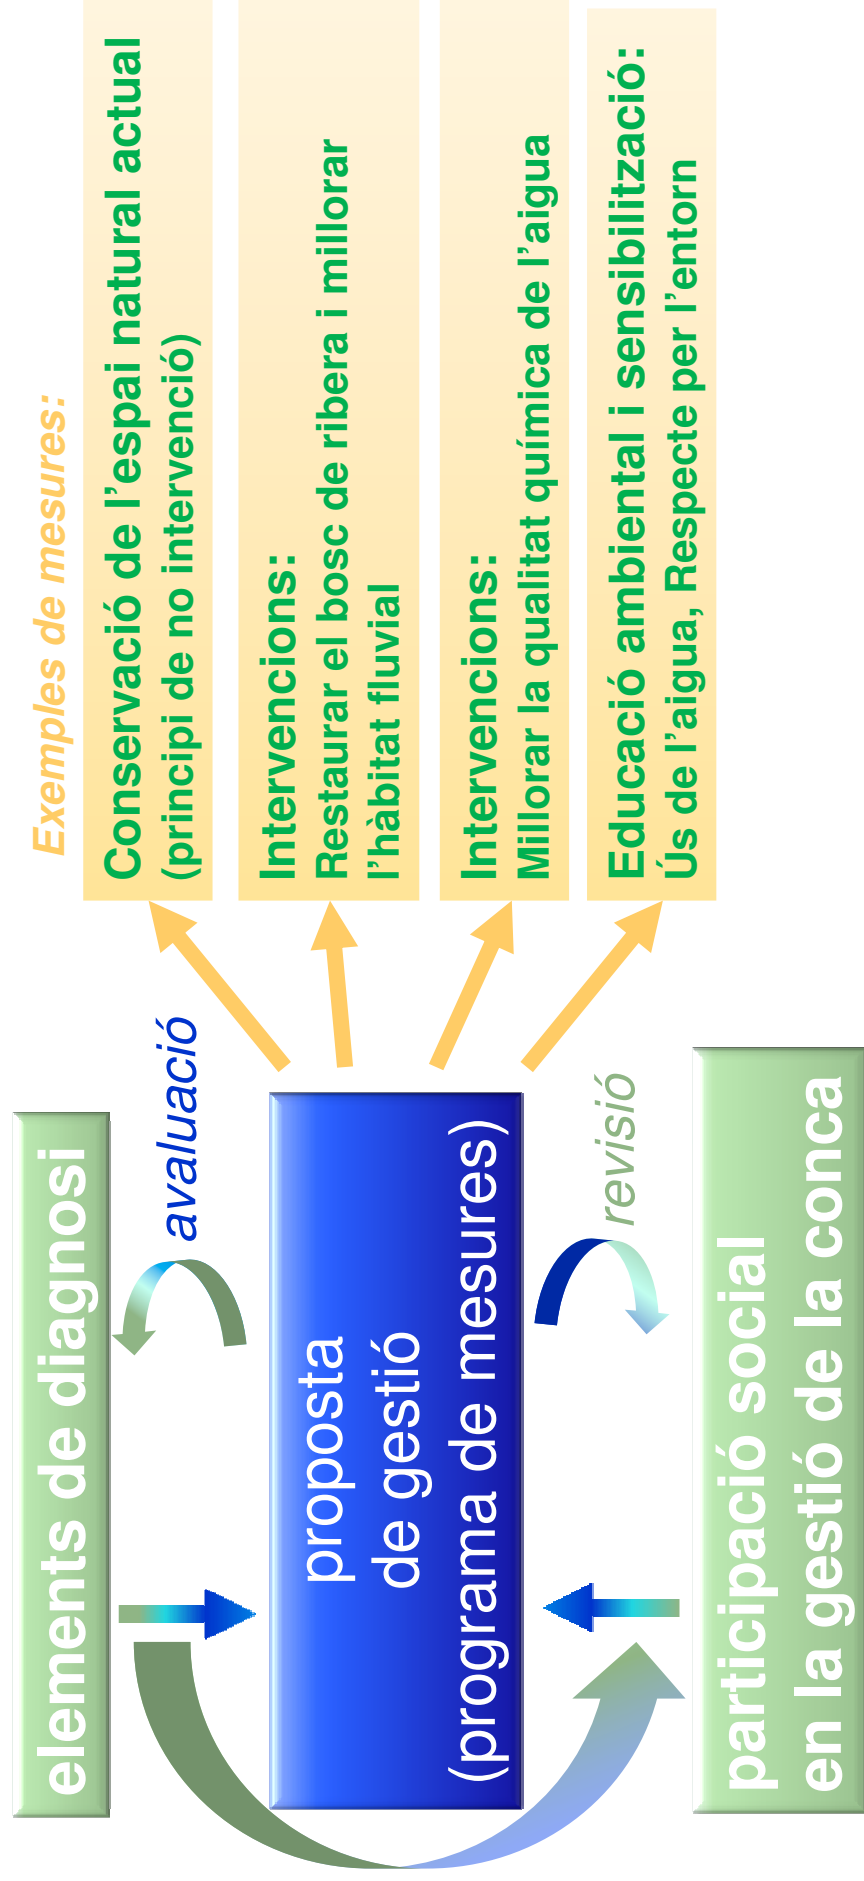 elements de diagnosi
avaluació
proposta
de gestió
(programa de mesures)
revisió
participació social
en la gestió de la conca
Exemples de mesures:
Conservació de l’espai natural actual
(principi de no intervenció)
Intervencions:
Restaurar el bosc de ribera i millorar
l’hàbitat fluvial
Intervencions:
Millorar la qualitat química de l’aigua
Educació ambiental i sensibilització:
Ús de l’aigua, Respecte per l’entorn